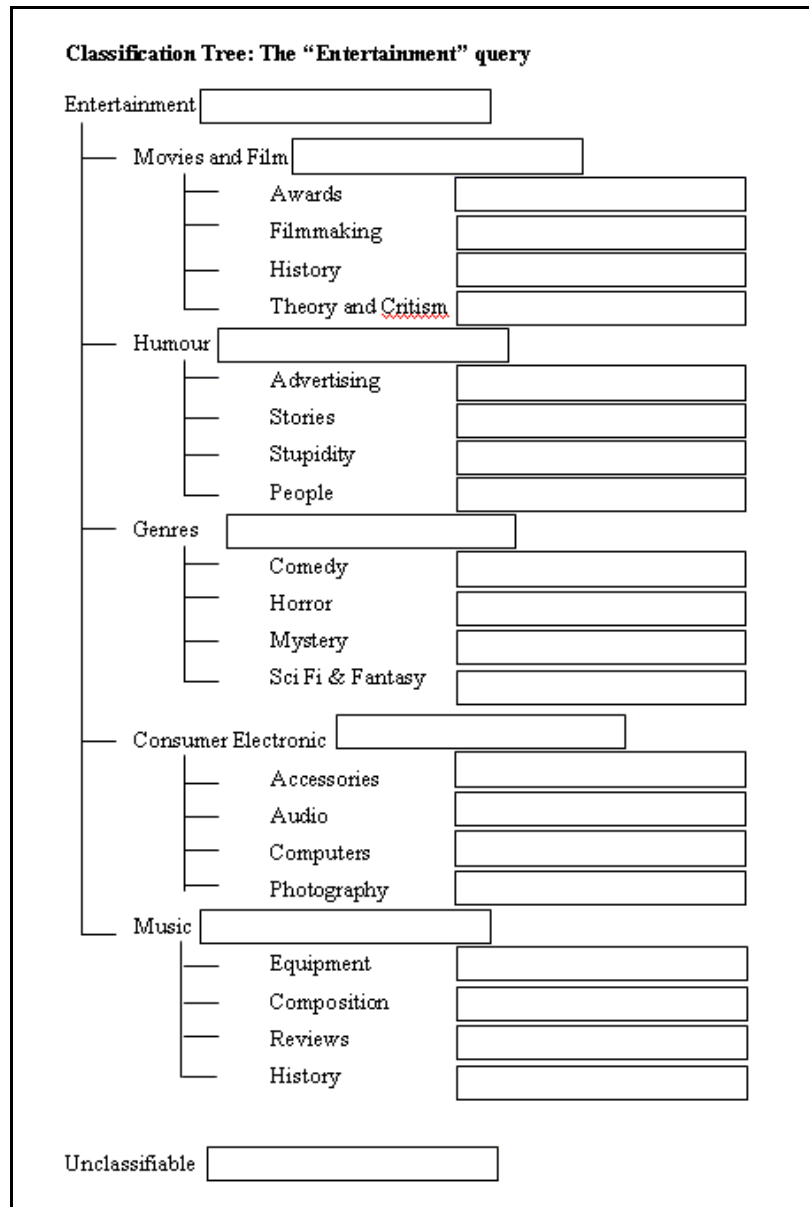 Classification Tree: The “Entertainment” query
Entertainment
Movies and Film
Awards
Filmmaking
History
Theory and Critism
Humour
Advertising
Stories
Stupidity
People
Genres
Comedy
Horror
Mystery
Sci Fi & Fantasy
Consumer Electronic
Accessories
Audio
Computers
Photography
Music
Equipment
Composition
Reviews
History
Unclassifiable